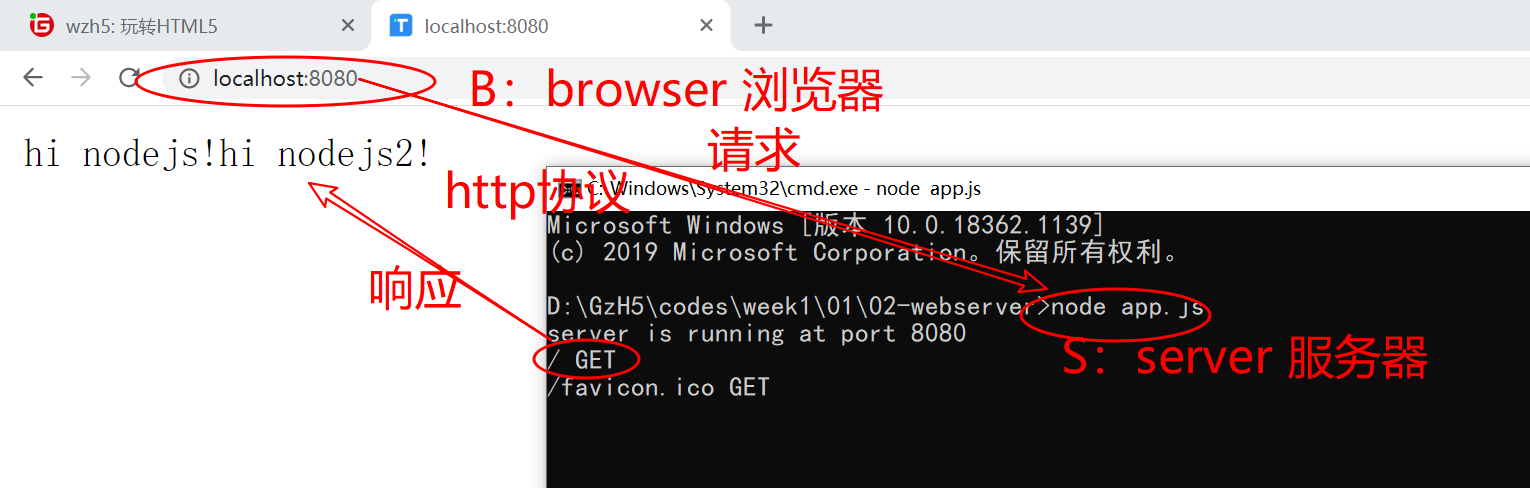 wzh5: 玩转HTML5
localhost:8080
localhost:8080
B：browser 浏览器
请求
hi nodejs!hi nodejs2!
http协议
C:\Windows\System32\cmd.exe - node app.js
Microsoft Windows [版本 10.0.18362.1139]
(c) 2019 Microsoft Corporation。保留所有权利。
响应
D:\GzH5\codes\week1\01\02-webserver>node app.js
server is running at port 8080
S：server 服务器
/ GET
/favicon.ico GET